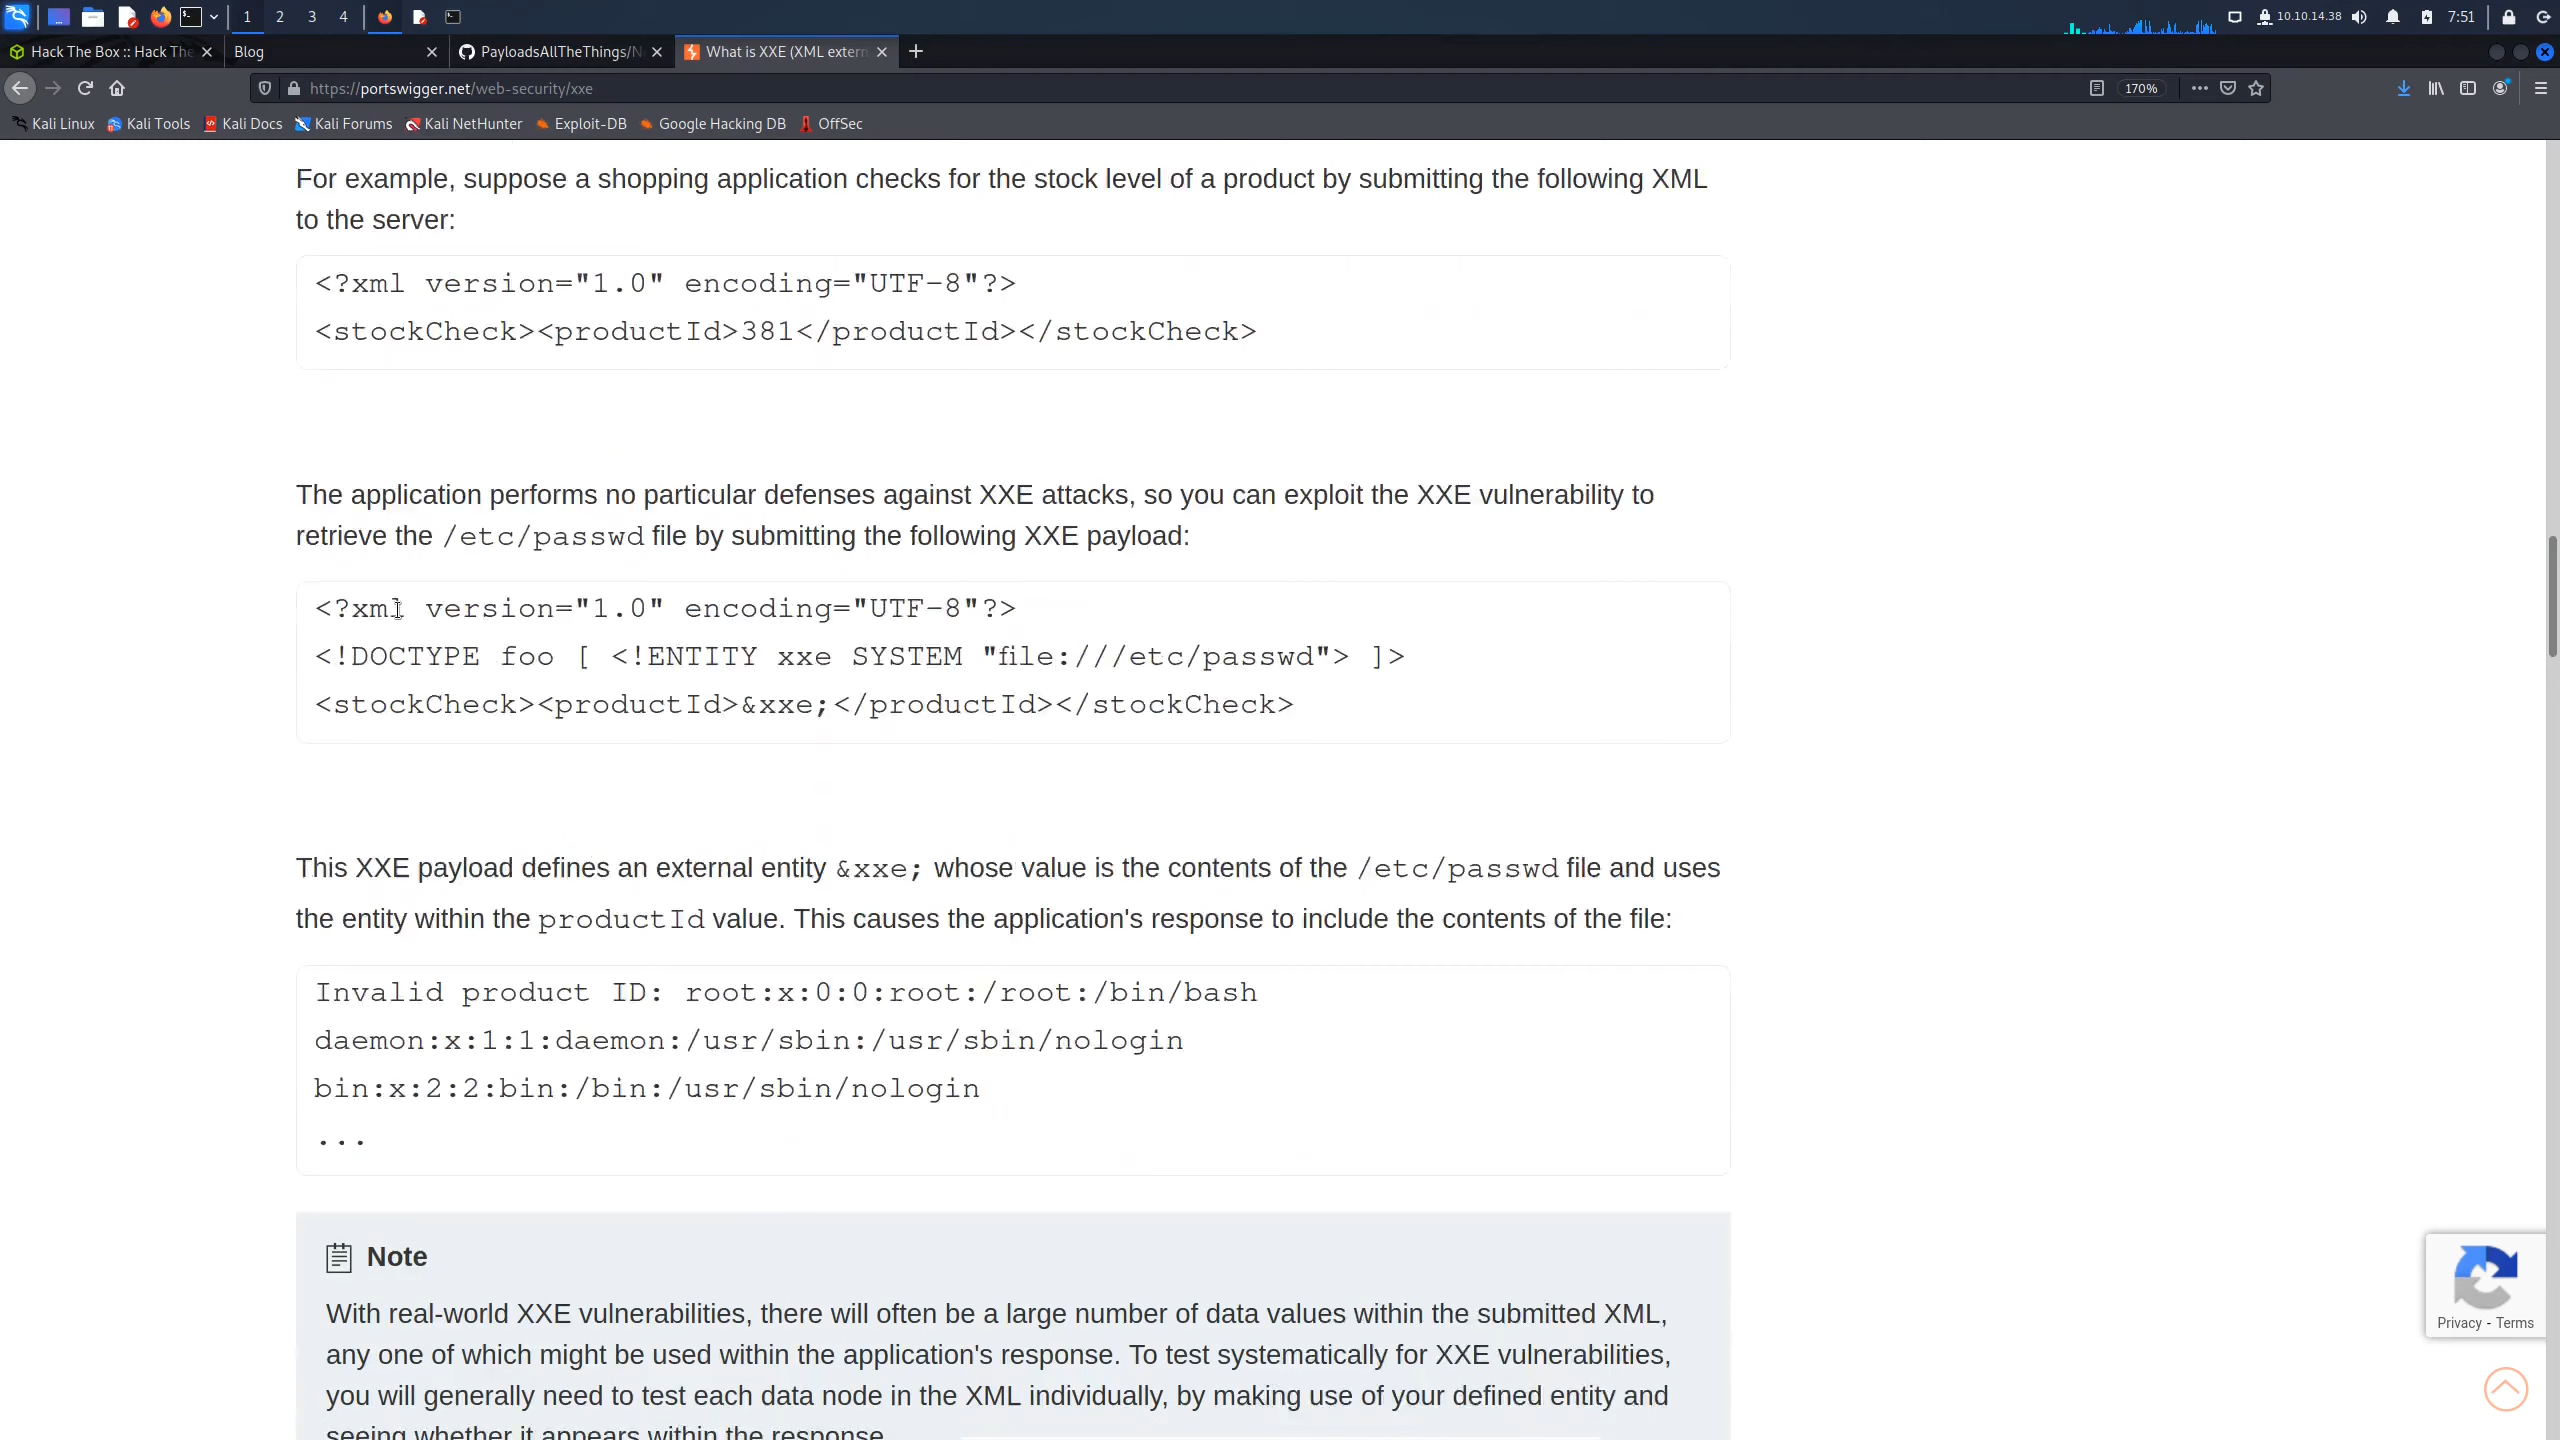 1 2 3 4 10.10.14.38 7:51
Hack The Box :: Hack The Blog PayloadsAllTheThings/N What is XXE (XML extern
https://portswigger.net/web-security/xxe 170%
Kali Linux Kali Tools Kali Docs Kali Forums Kali NetHunter Exploit-DB Google Hacking DB OffSec
For example, suppose a shopping application checks for the stock level of a product by submitting the following XML
to the server:
<?xml version="1.0" encoding="UTF-8"?>
<stockCheck><productId>381</productId></stockCheck>
The application performs no particular defenses against XXE attacks, so you can exploit the XXE vulnerability to
retrieve the /etc/passwd file by submitting the following XXE payload:
<?xml version="1.0" encoding="UTF-8"?>
<!DOCTYPE foo [ <!ENTITY xxe SYSTEM "file:///etc/passwd"> ]>
<stockCheck><productId>&xxe;</productId></stockCheck>
This XXE payload defines an external entity &xxe; whose value is the contents of the /etc/passwd file and uses
the entity within the productId value. This causes the application's response to include the contents of the file:
Invalid product ID: root:x:0:0:root:/root:/bin/bash
daemon:x:1:1:daemon:/usr/sbin:/usr/sbin/nologin
bin:x:2:2:bin:/bin:/usr/sbin/nologin
...
Note
With real-world XXE vulnerabilities, there will often be a large number of data values within the submitted XML,
any one of which might be used within the application's response. To test systematically for XXE vulnerabilities,
you will generally need to test each data node in the XML individually, by making use of your defined entity and
seeing whether it appears within the response.
Privacy - Terms